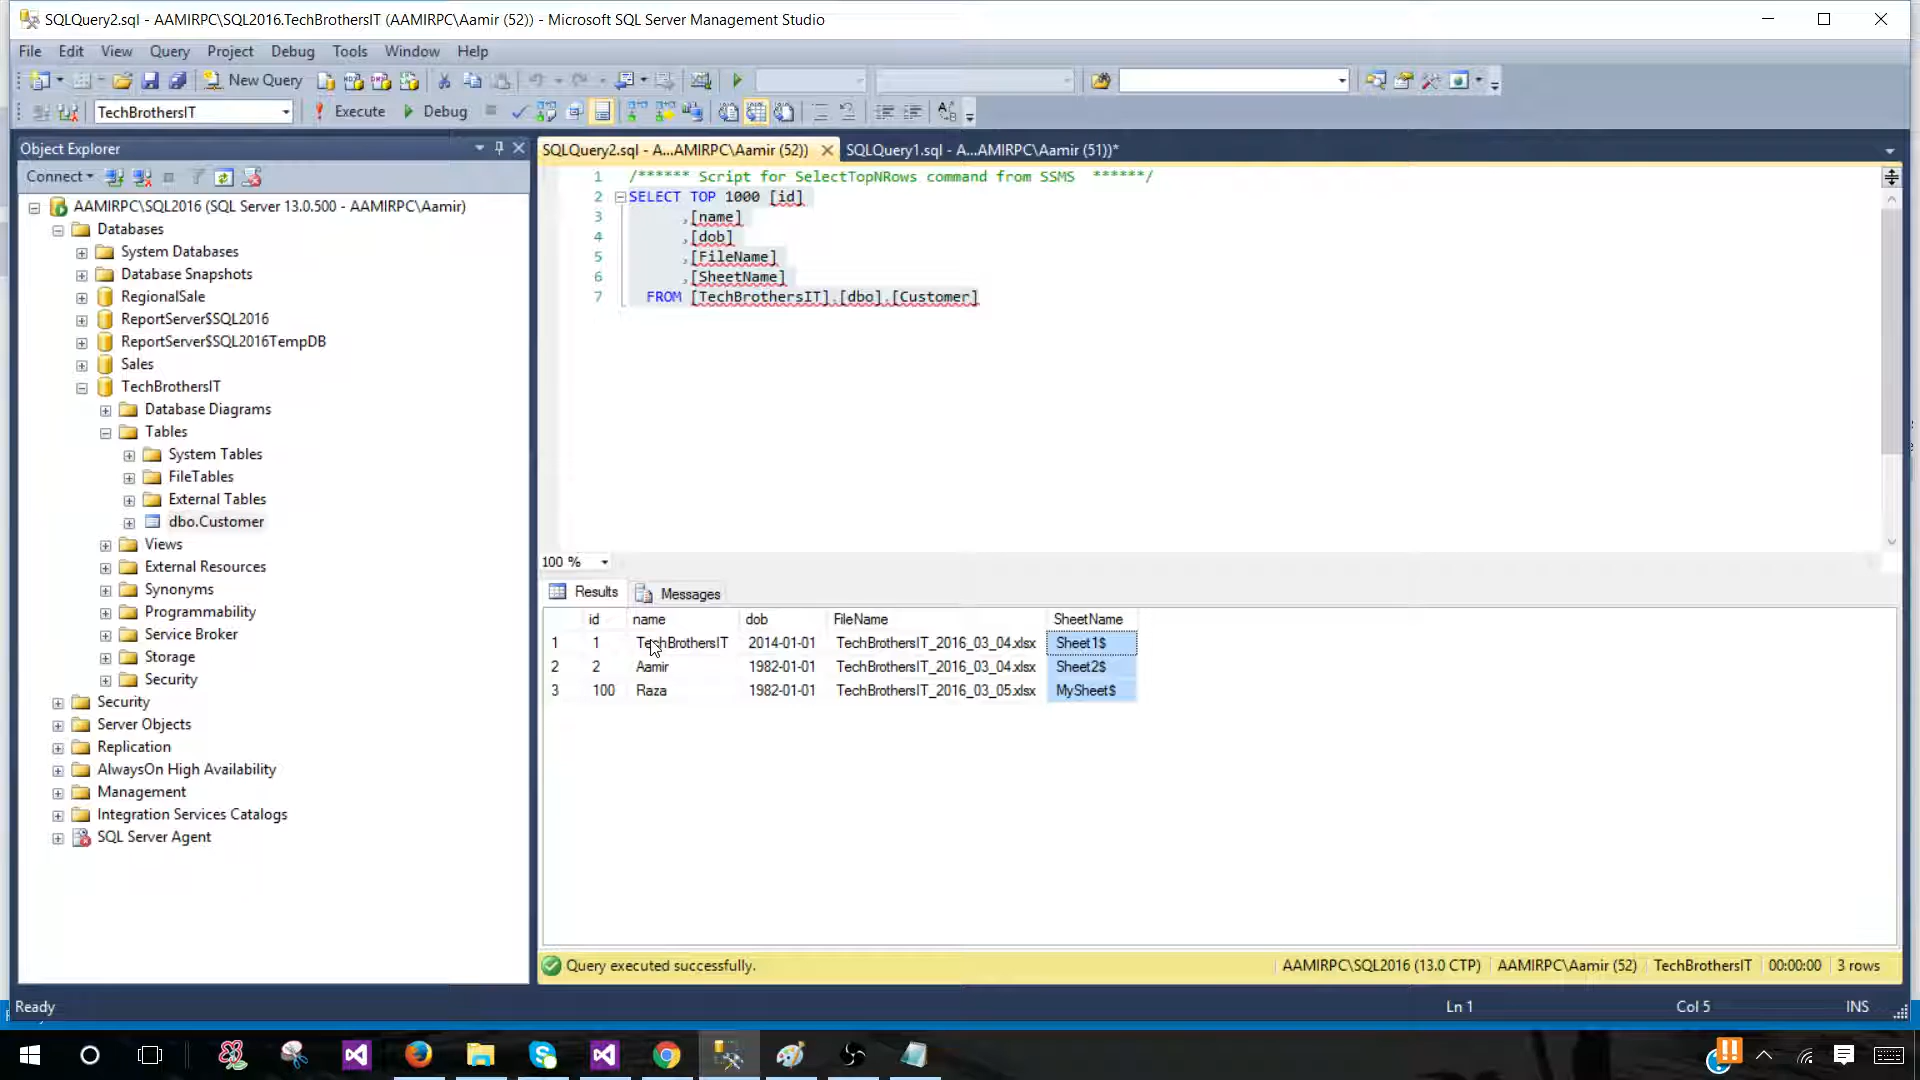 SQLQuery2.sql - AAMIRPC\SQL2016.TechBrothersIT (AAMIRPC\Aamir (52)) - Microsoft SQL Server Management Studio
File Edit View Query Project Debug Tools Window Help
New Query
TechBrothersIT Execute Debug
Object Explorer
Connect
AAMIRPC\SQL2016 (SQL Server 13.0.500 - AAMIRPC\Aamir)
Databases
System Databases
Database Snapshots
RegionalSale
ReportServer$SQL2016
ReportServer$SQL2016TempDB
Sales
TechBrothersIT
Database Diagrams
Tables
System Tables
FileTables
External Tables
dbo.Customer
Views
External Resources
Synonyms
Programmability
Service Broker
Storage
Security
Security
Server Objects
Replication
AlwaysOn High Availability
Management
Integration Services Catalogs
SQL Server Agent
SQLQuery2.sql - A...AMIRPC\Aamir (52)) SQLQuery1.sql - A...AMIRPC\Aamir (51))*
1 /****** Script for SelectTopNRows command from SSMS ******/
2 SELECT TOP 1000 [id]
3 ,[name]
4 ,[dob]
5 ,[FileName]
6 ,[SheetName]
7 FROM [TechBrothersIT].[dbo].[Customer]
100 %
Results Messages
id name dob FileName SheetName
1 1 TechBrothersIT 2014-01-01 TechBrothersIT_2016_03_04.xlsx Sheet1$
2 2 Aamir 1982-01-01 TechBrothersIT_2016_03_04.xlsx Sheet2$
3 100 Raza 1982-01-01 TechBrothersIT_2016_03_05.xlsx MySheet$
Query executed successfully. AAMIRPC\SQL2016 (13.0 CTP) AAMIRPC\Aamir (52) TechBrothersIT 00:00:00 3 rows
Ready Ln 1 Col 5 INS